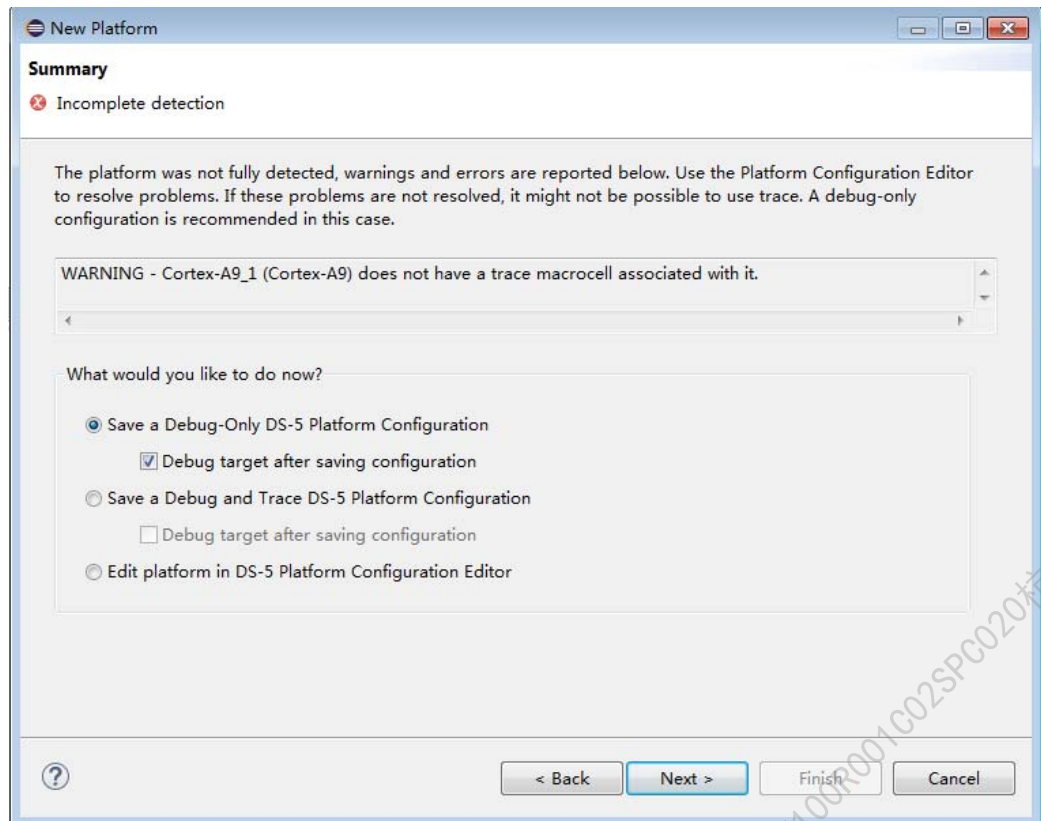 New Platform
Summary
Incomplete detection
The platform was not fully detected, warnings and errors are reported below. Use the Platform Configuration Editor
to resolve problems. If these problems are not resolved, it might not be possible to use trace. A debug-only
configuration is recommended in this case.
WARNING - Cortex-A9_1 (Cortex-A9) does not have a trace macrocell associated with it.
What would you like to do now?
Save a Debug-Only DS-5 Platform Configuration
Debug target after saving configuration
Save a Debug and Trace DS-5 Platform Configuration
Debug target after saving configuration
Edit platform in DS-5 Platform Configuration Editor
< Back Next > Finish Cancel
00R001C02SPC020